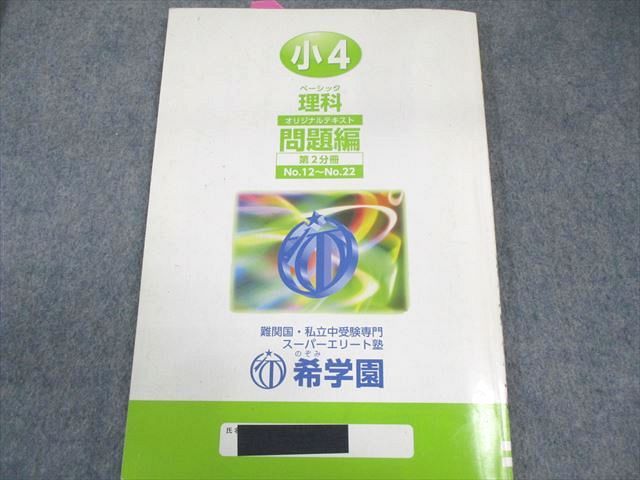 小4
ベーシック
理科
オリジナルテキスト
問題編
第2分冊
No.12～No.22
難関国・私立中受験専門
スーパーエリート塾
のぞみ
希学園
氏名